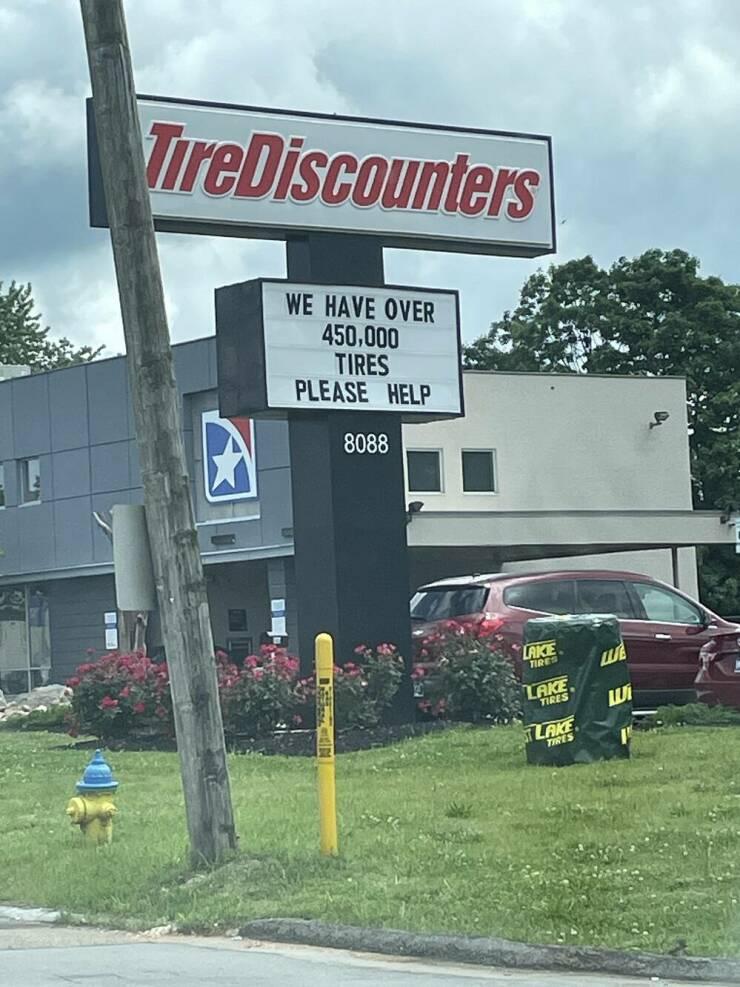 TireDiscounters
WE HAVE OVER
450,000
TIRES
PLEASE HELP
8088
LAKE
TIRES
LAKE
TIRES
LAKE
TIRES